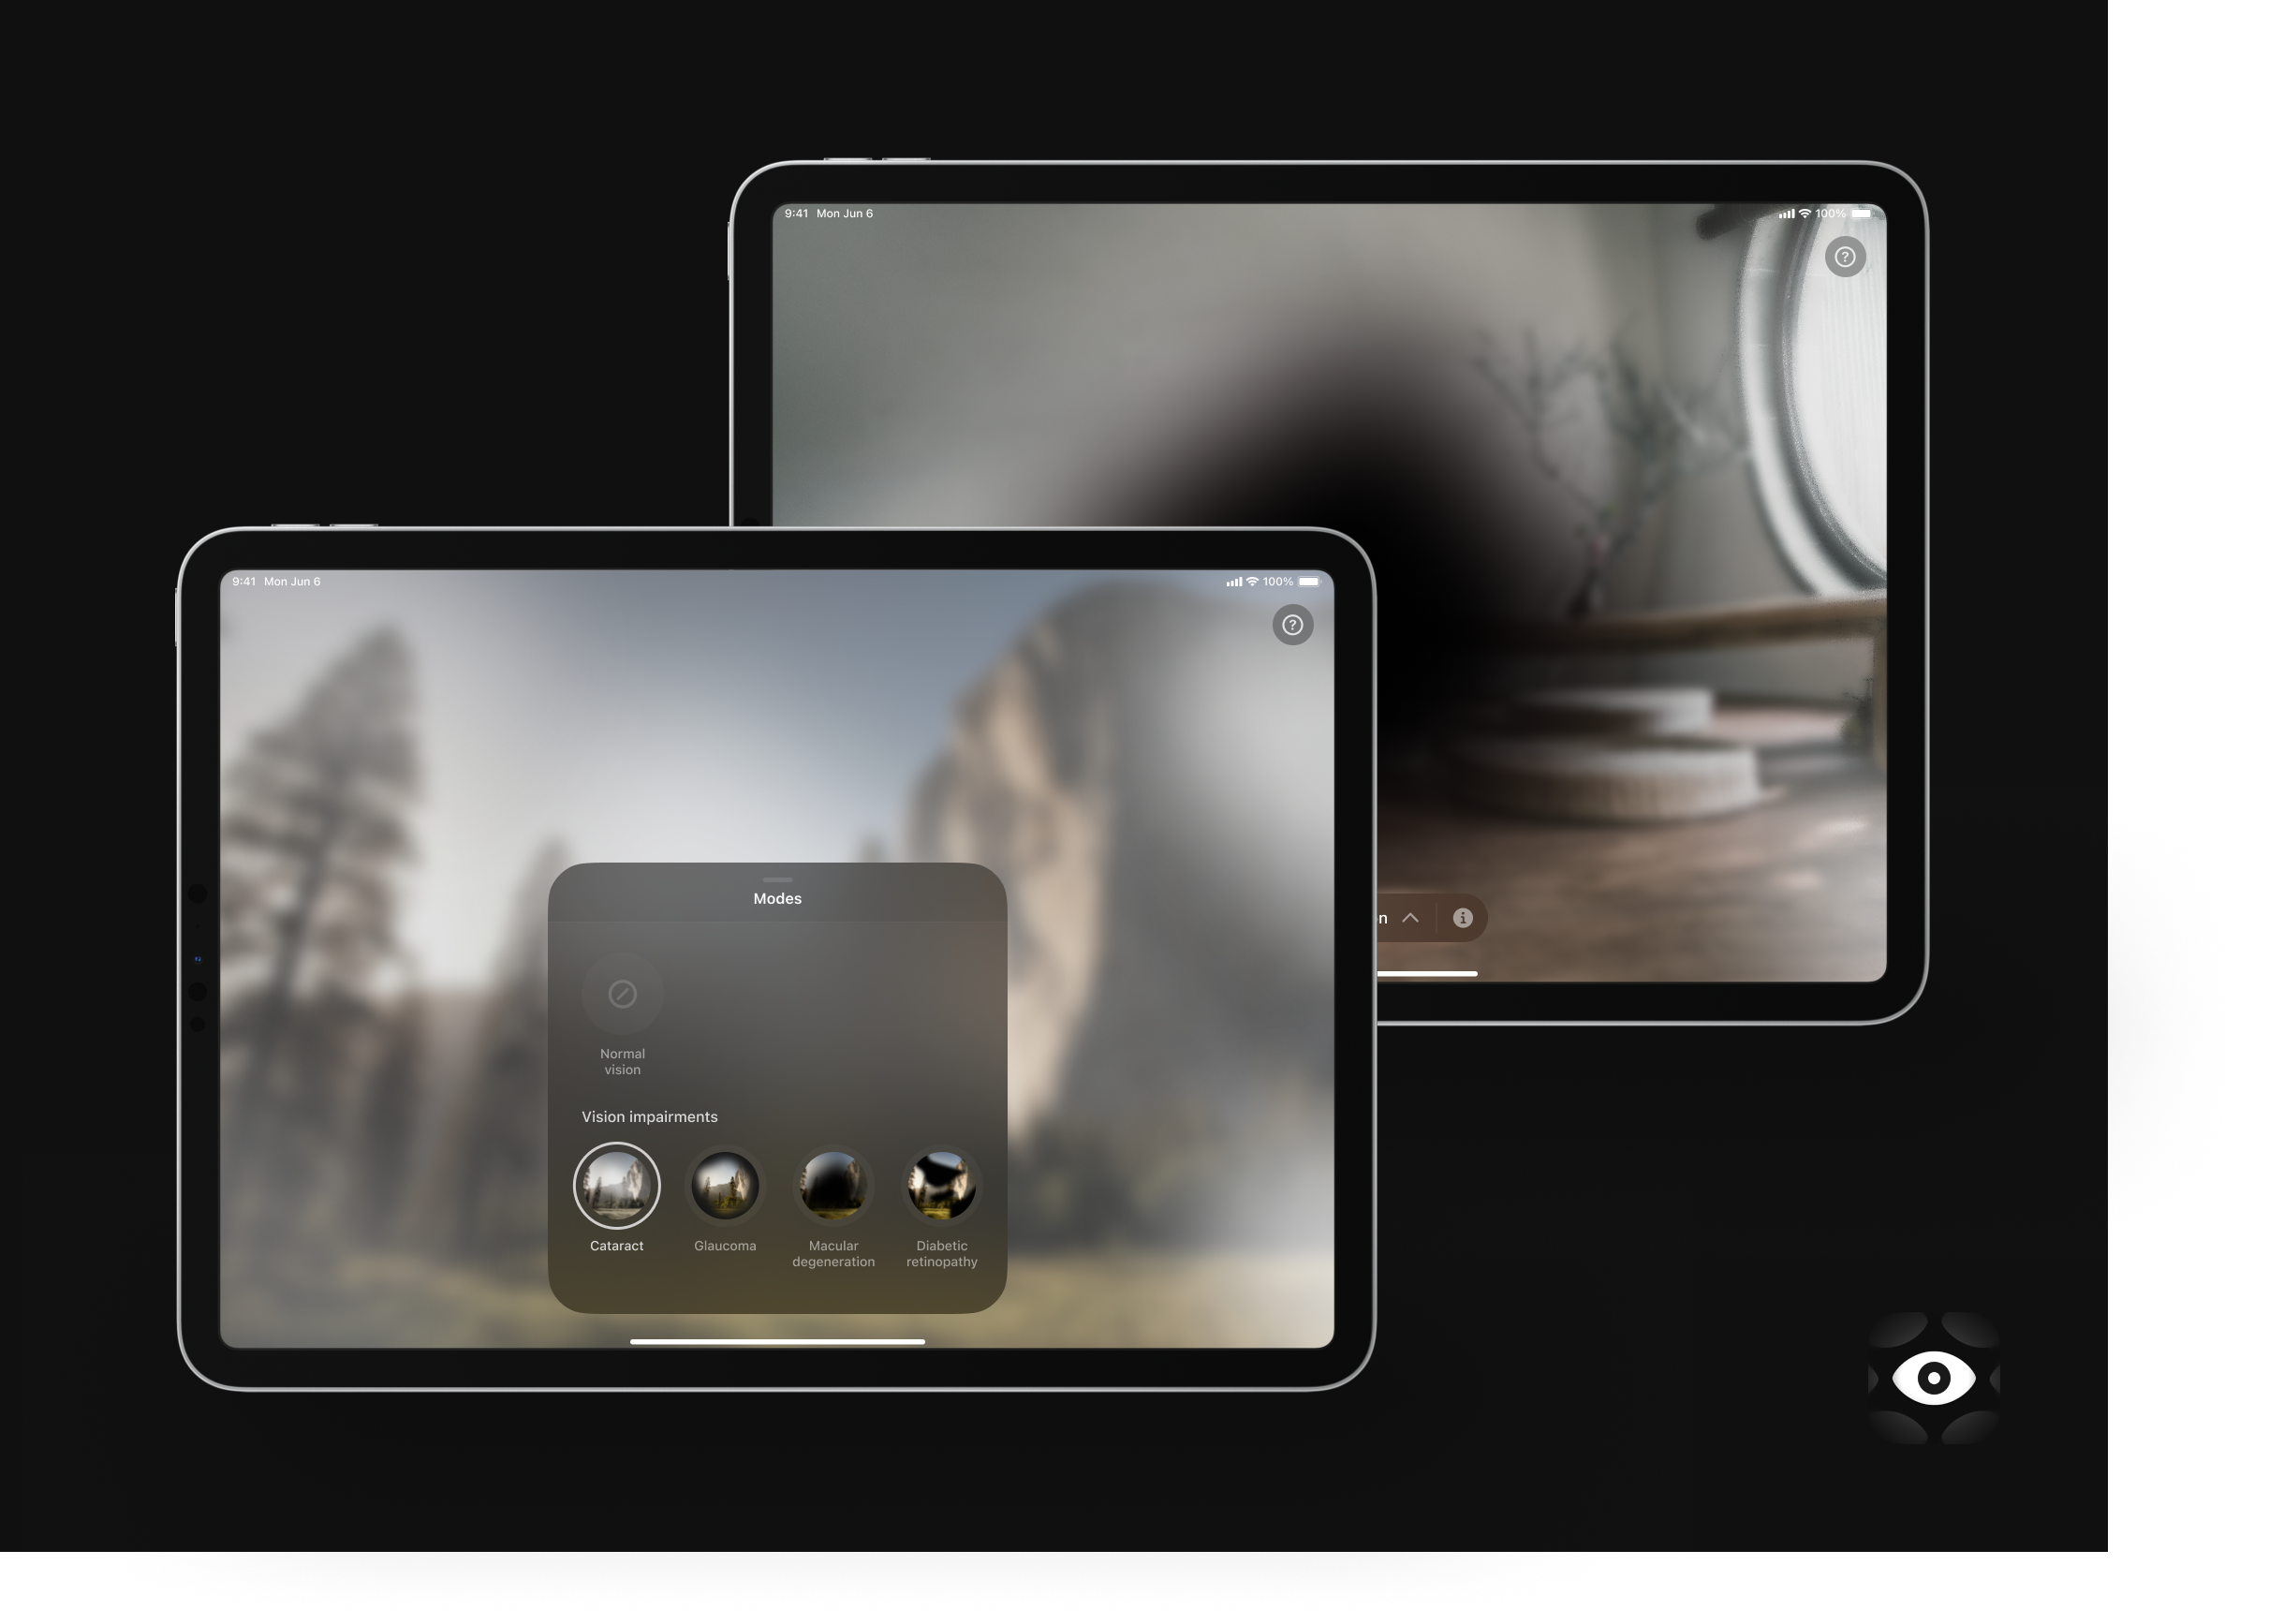 9:41 Mon Jun 6
100%
9:41 Mon Jun 6
100%
Modes
Normal
vision
Vision impairments
Cataract
Glaucoma
Macular
degeneration
Diabetic
retinopathy
n